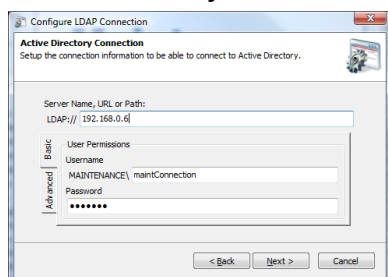 Configure LDAP Connection
Active Directory Connection
Setup the connection information to be able to connect to Active Directory.
Server Name, URL or Path:
LDAP:// 192.168.0.6
Basic
Advanced
User Permissions
Username
MAINTENANCE\ maintConnection
Password
•••••••
< Back Next > Cancel